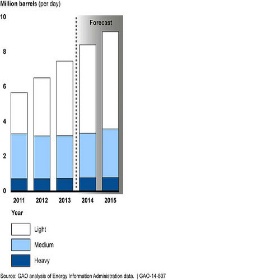 Million barrels (per day)
10
Forecast
8
6
4
2
0
2011 2012 2013 2014 2015
Year
Light
Medium
Heavy
Source: GAO analysis of Energy Information Administration data. | GAO-14-807